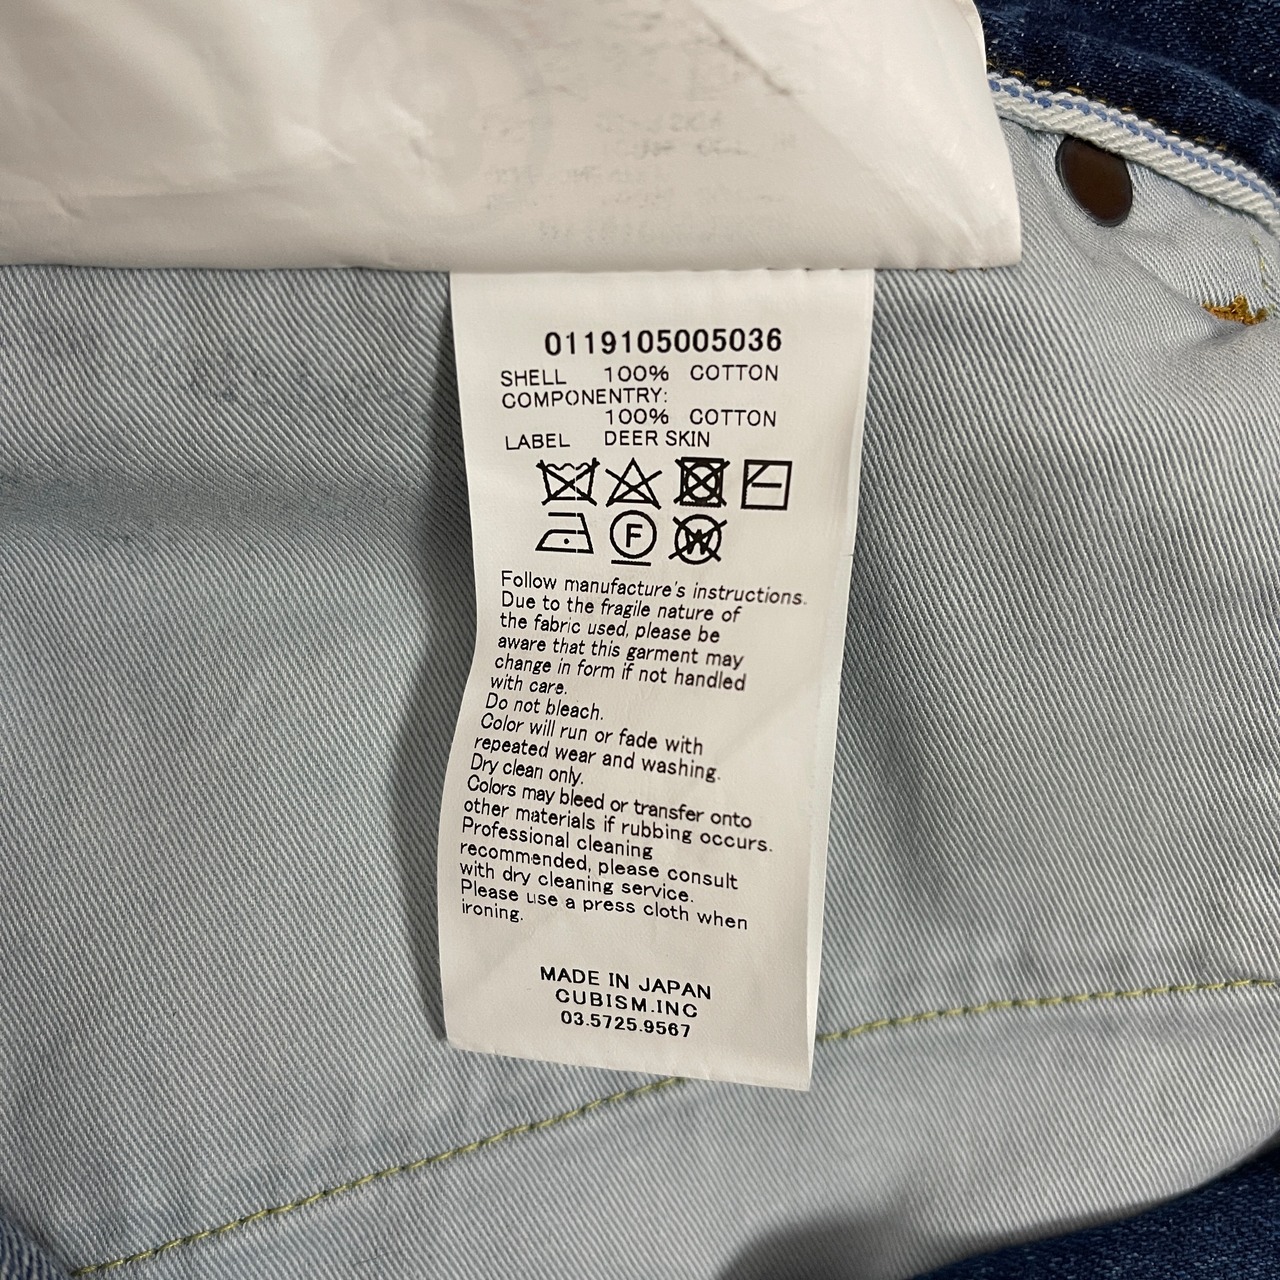 0119105005036
SHELL 100% COTTON
COMPONENTRY:
100% COTTON
LABEL DEER SKIN
F W
Follow manufacture's instructions.
Due to the fragile nature of
the fabric used, please be
aware that this garment may
change in form if not handled
with care.
Do not bleach.
Color will run or fade with
repeated wear and washing.
Dry clean only.
Colors may bleed or transfer onto
other materials if rubbing occurs.
Professional cleaning
recommended, please consult
with dry cleaning service.
Please use a press cloth when
ironing.
MADE IN JAPAN
CUBISM.INC
03.5725.9567